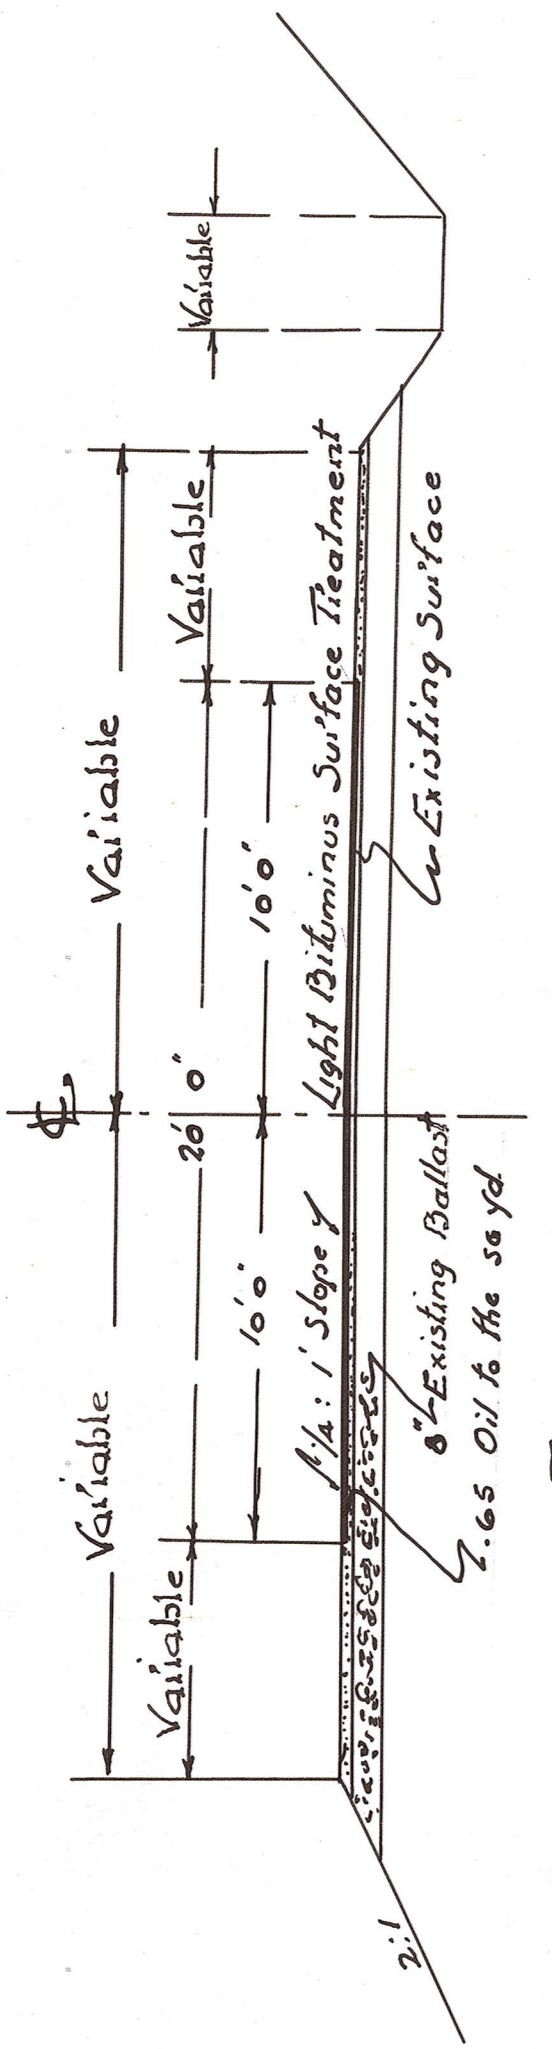 ℄
Variable Variable
Variable 20' 0" Variable Variable
10'0" 10'0"
1/4 : 1' Slope Light Bituminus Surface Treatment
2:1
8" Existing Ballast
.65 Oil to the sq yd.
Existing Surface